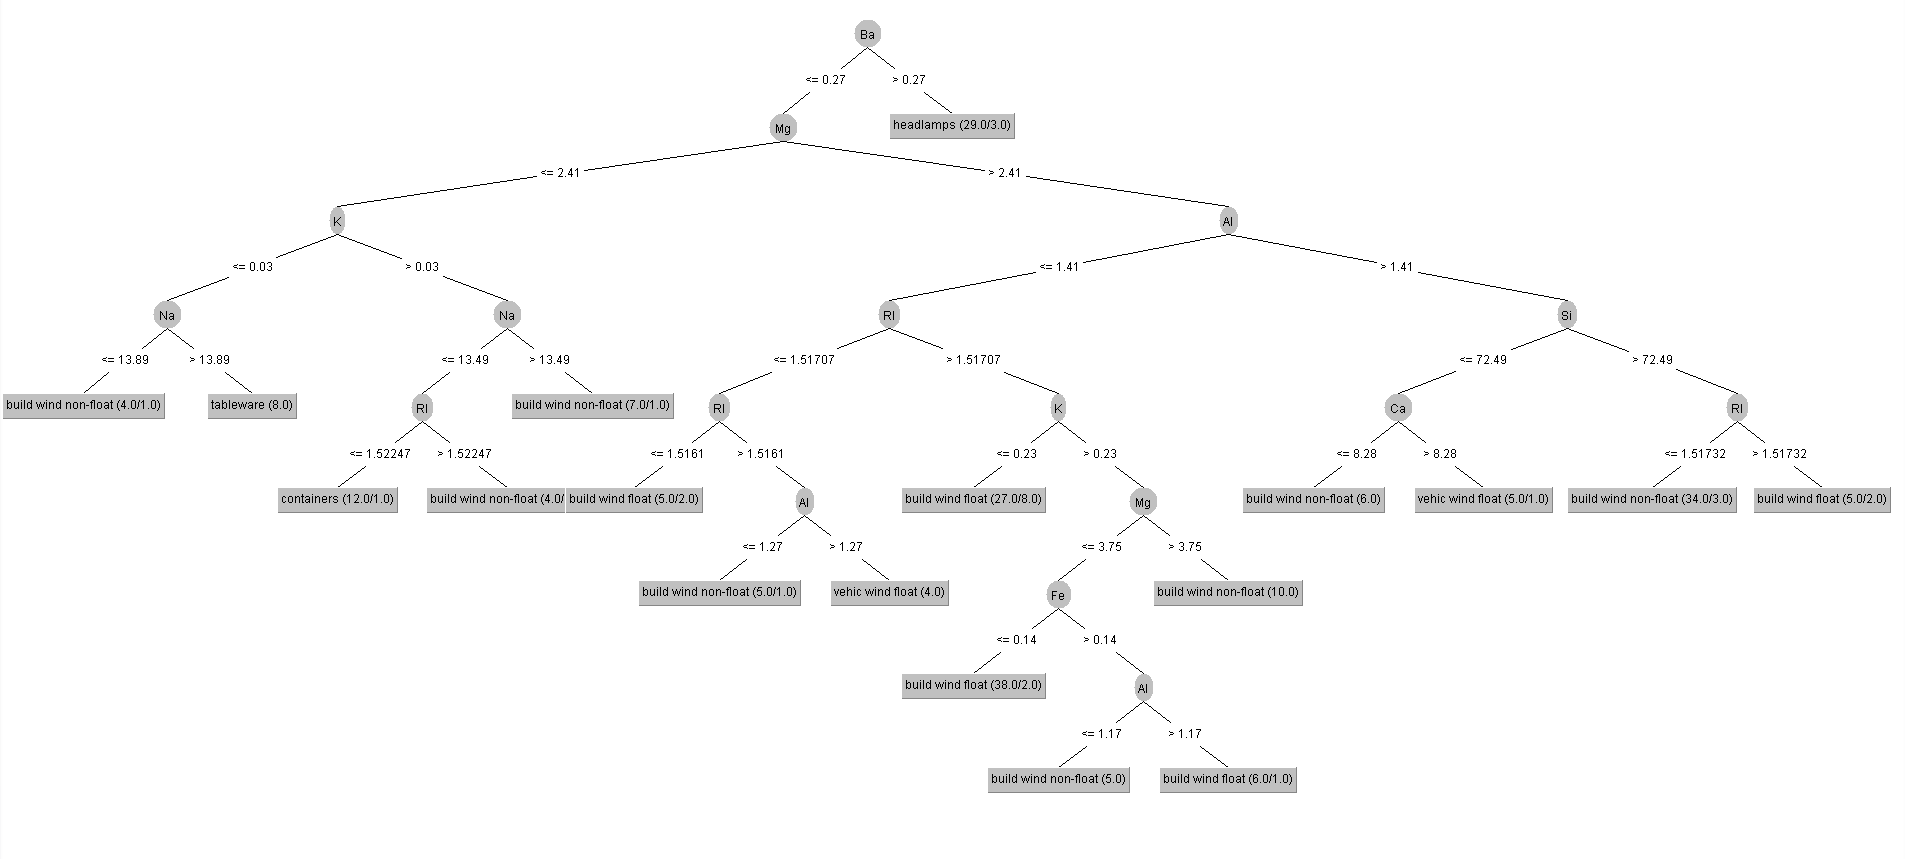 Ba
<= 0.27 > 0.27
Mg headlamps (29.0/3.0)
<= 2.41 > 2.41
K Al
<= 0.03 > 0.03 <= 1.41 > 1.41
Na Na RI Si
<= 13.89 > 13.89 <= 13.49 > 13.49 <= 1.51707 > 1.51707 <= 72.49 > 72.49
build wind non-float (4.0/1.0) tableware (8.0) RI build wind non-float (7.0/1.0) RI K Ca RI
<= 1.52247 > 1.52247 <= 1.5161 > 1.5161 <= 0.23 > 0.23 <= 8.28 > 8.28 <= 1.51732 > 1.51732
containers (12.0/1.0) build wind non-float (4.0/ build wind float (5.0/2.0) Al build wind float (27.0/8.0) Mg build wind non-float (6.0) vehic wind float (5.0/1.0) build wind non-float (34.0/3.0) build wind float (5.0/2.0)
<= 1.27 > 1.27 <= 3.75 > 3.75
build wind non-float (5.0/1.0) vehic wind float (4.0) Fe build wind non-float (10.0)
<= 0.14 > 0.14
build wind float (38.0/2.0) Al
<= 1.17 > 1.17
build wind non-float (5.0) build wind float (6.0/1.0)